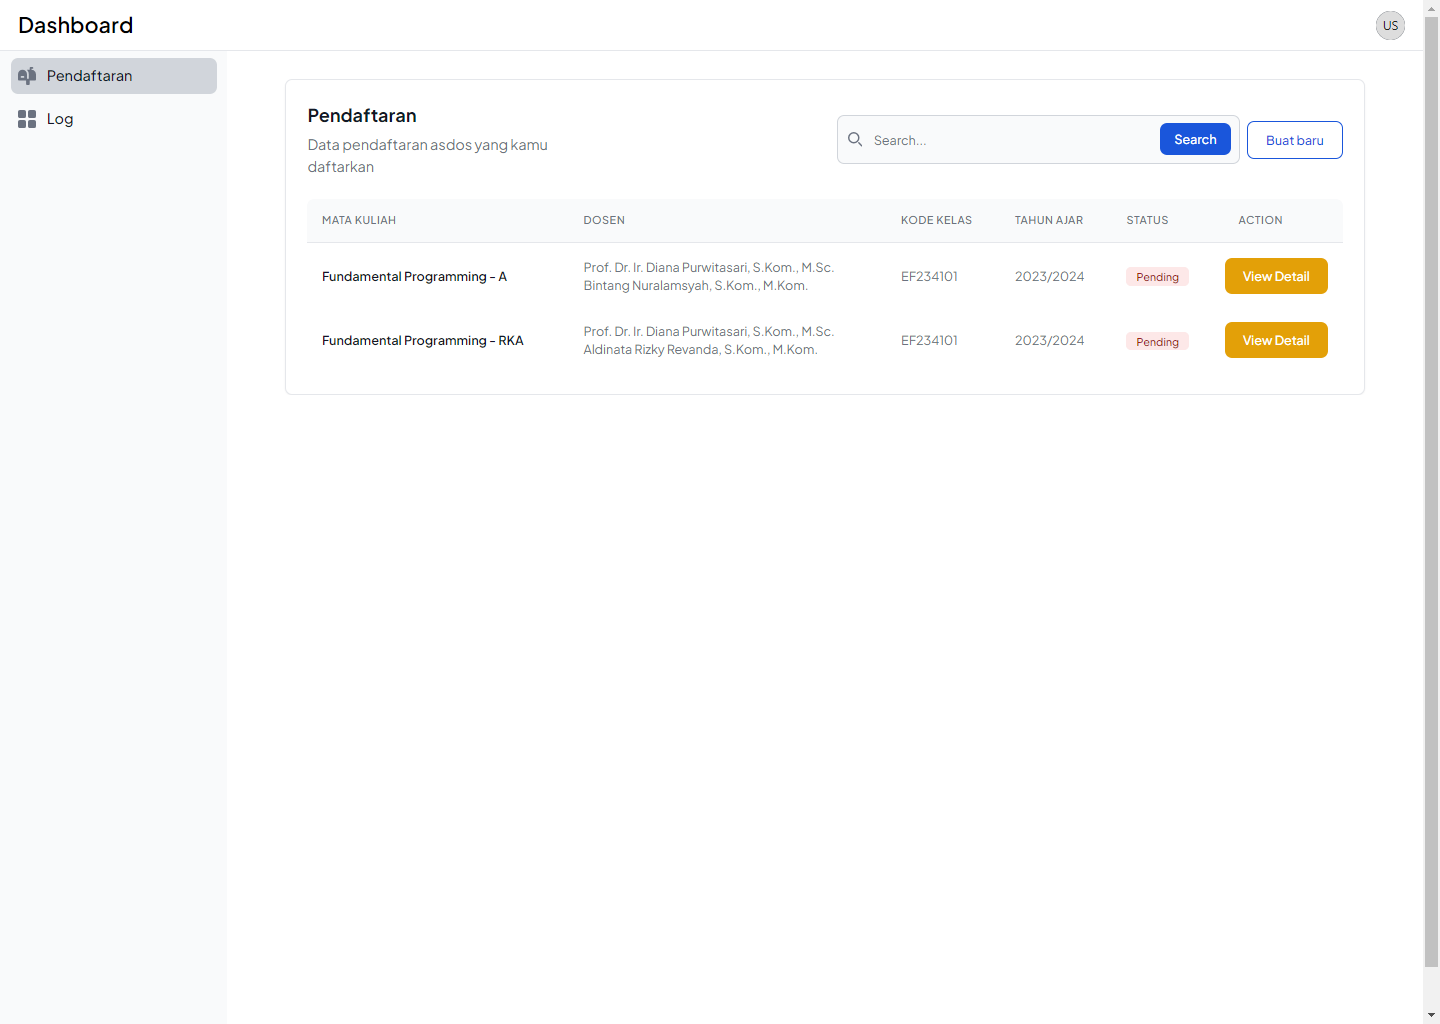 Dashboard
US
Pendaftaran
Log
Pendaftaran
Data pendaftaran asdos yang kamu
daftarkan
Search...
Search
Buat baru
MATA KULIAH DOSEN KODE KELAS TAHUN AJAR STATUS ACTION
Fundamental Programming - A
Prof. Dr. Ir. Diana Purwitasari, S.Kom., M.Sc.
Bintang Nuralamsyah, S.Kom., M.Kom.
EF234101 2023/2024 Pending View Detail
Fundamental Programming - RKA
Prof. Dr. Ir. Diana Purwitasari, S.Kom., M.Sc.
Aldinata Rizky Revanda, S.Kom., M.Kom.
EF234101 2023/2024 Pending View Detail